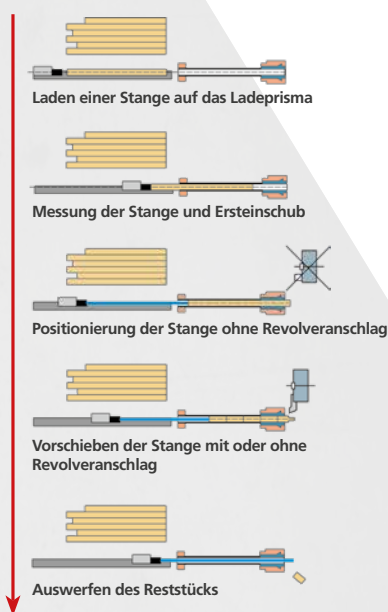 Laden einer Stange auf das Ladeprisma
Messung der Stange und Ersteinschub
Positionierung der Stange ohne Revolveranschlag
Vorschieben der Stange mit oder ohne
Revolveranschlag
Auswerfen des Reststücks